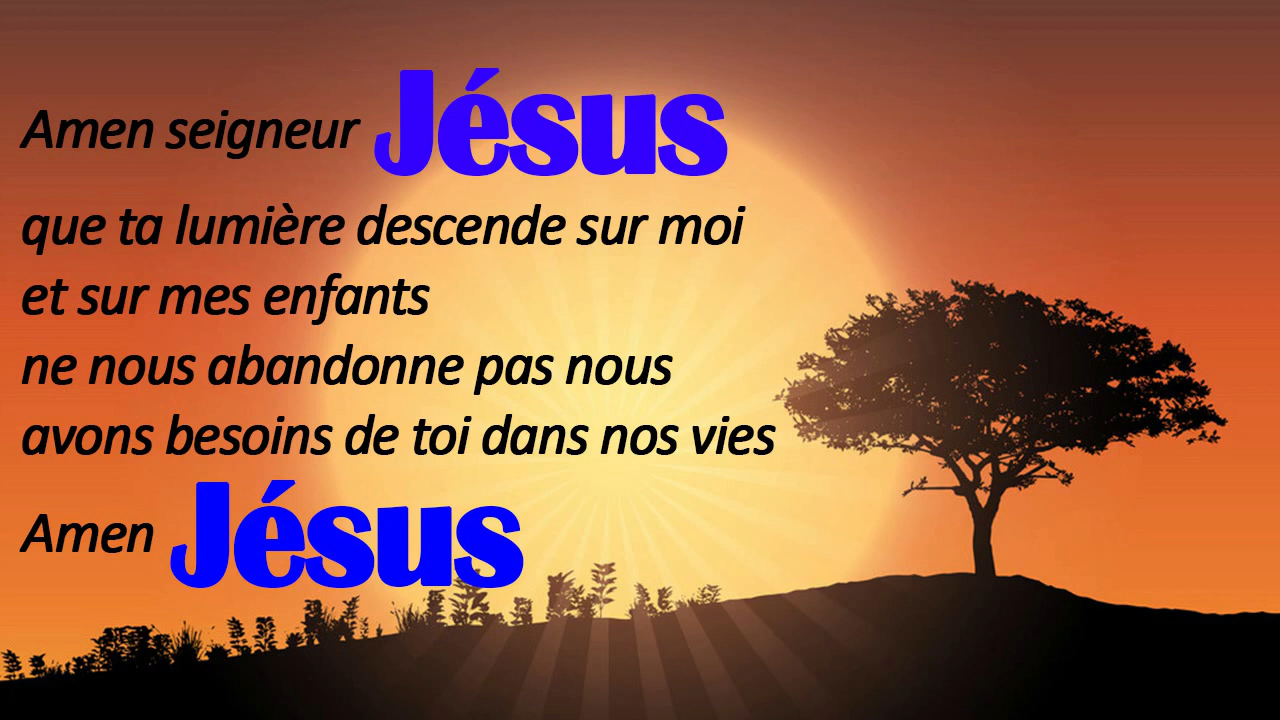 Amen seigneur Jésus
que ta lumière descende sur moi
et sur mes enfants
ne nous abandonne pas nous
avons besoins de toi dans nos vies
Amen Jésus